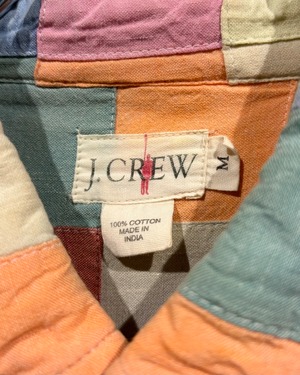 J.CREW
M
100% COTTON
MADE IN
INDIA